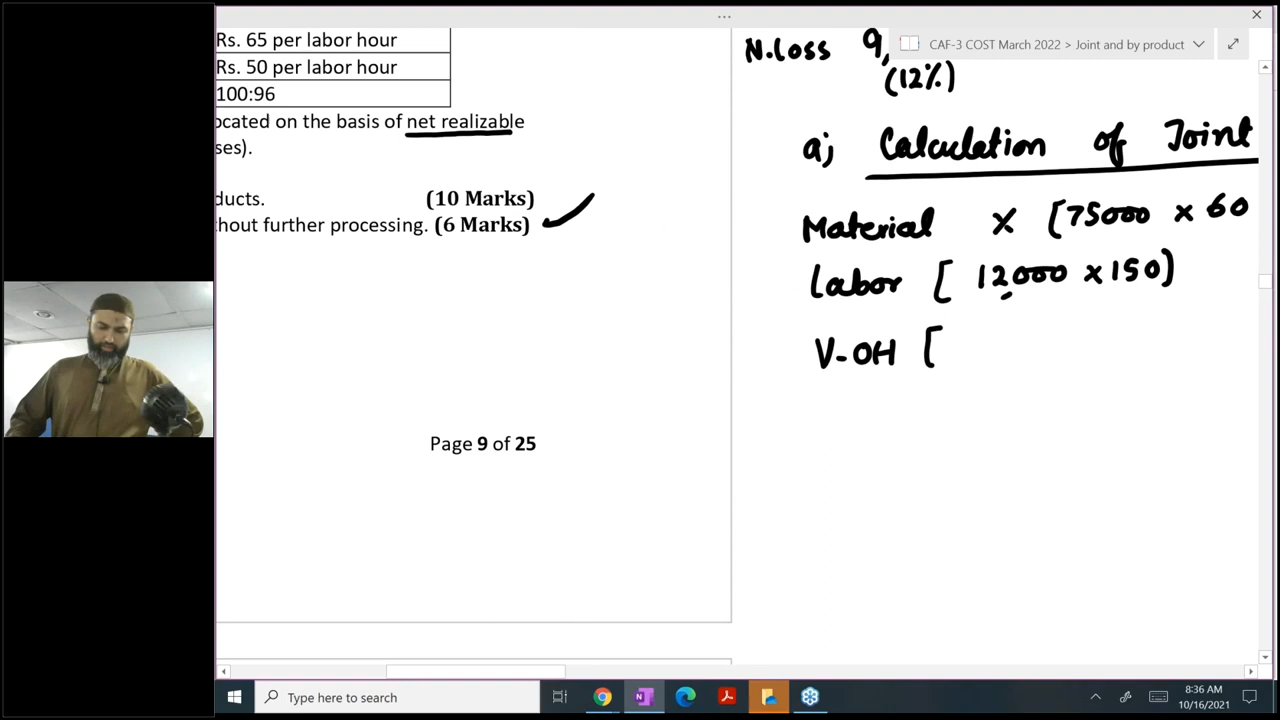 Rs. 65 per labor hour
Rs. 50 per labor hour
100:96
ocated on the basis of net realizable
ses).
ducts. (10 Marks)
thout further processing. (6 Marks)
Page 9 of 25
CAF-3 COST March 2022 > Joint and by product
N.loss 9,
(12%)
a; Calculation of Joint
Material X [75000 x 60
Labor [ 12,000 x 150]
V-OH [
Type here to search
8:36 AM
10/16/2021